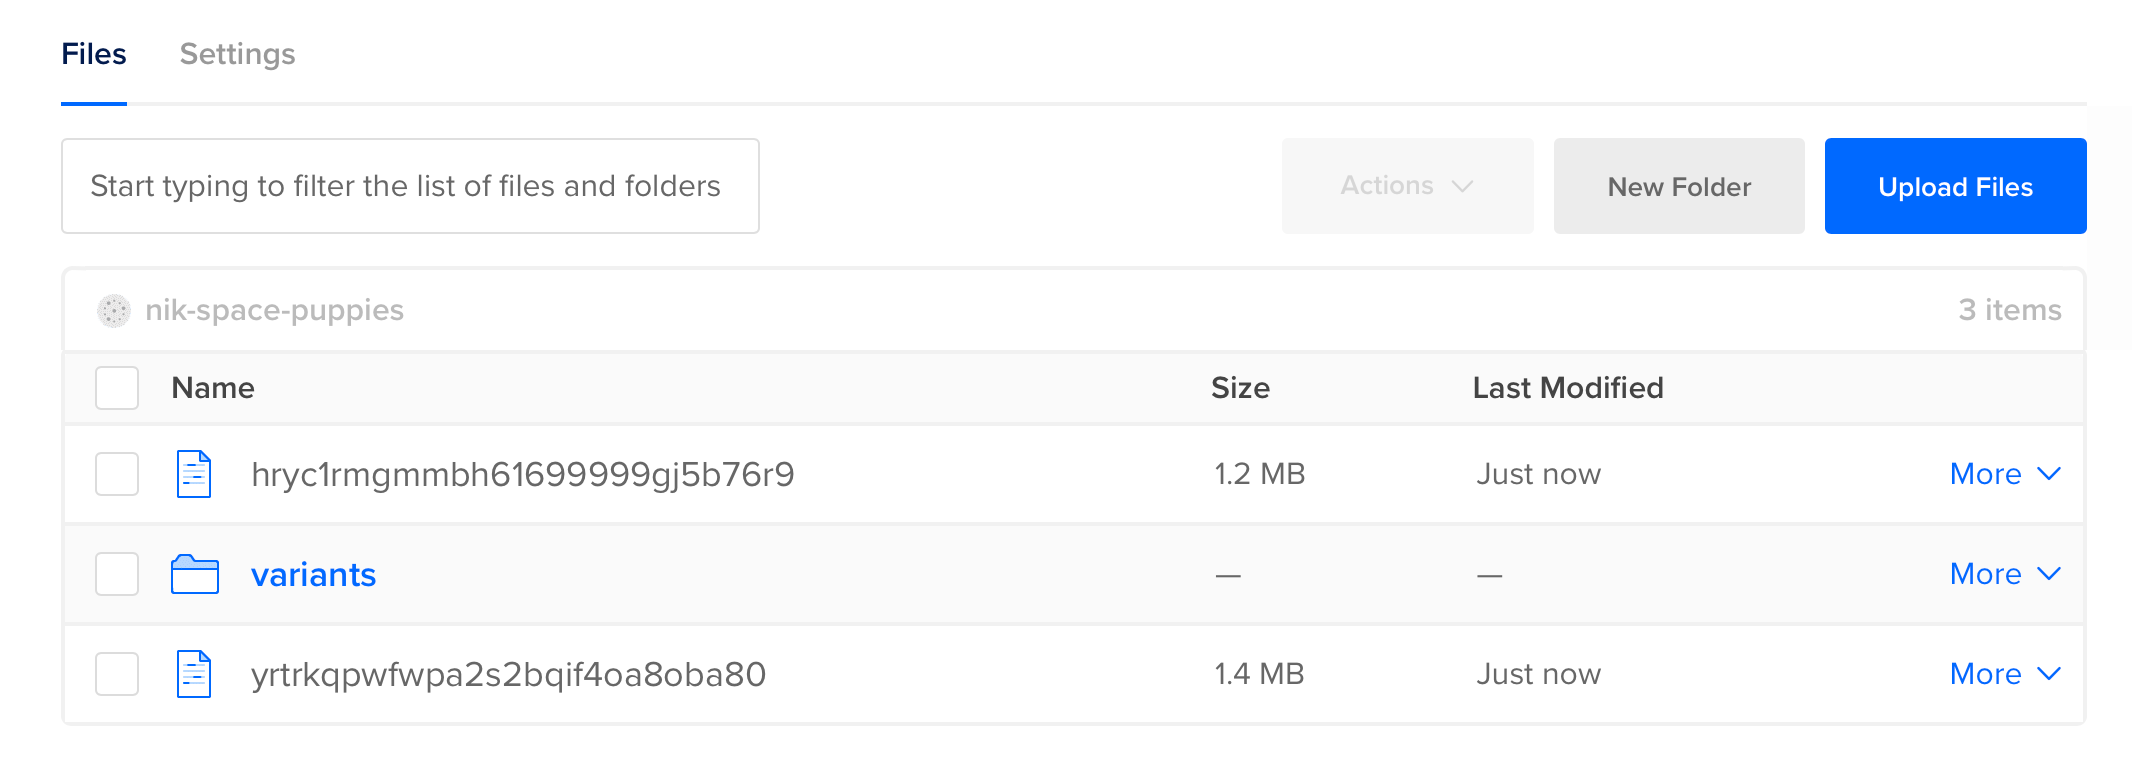 Files Settings
Start typing to filter the list of files and folders Actions New Folder Upload Files
nik-space-puppies 3 items
Name Size Last Modified
hryc1rmgmmbh61699999gj5b76r9 1.2 MB Just now More
variants — — More
yrtrkqpwfwpa2s2bqif4oa8oba80 1.4 MB Just now More